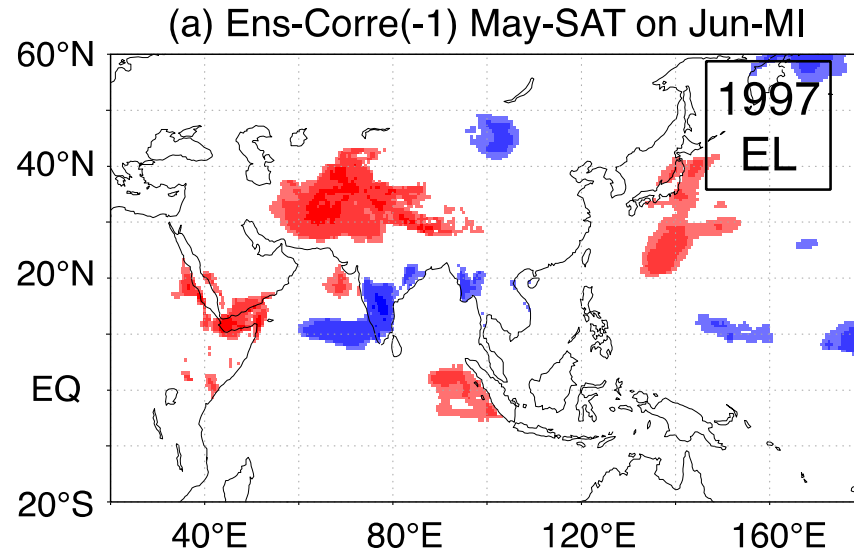 (a) Ens-Corre(-1) May-SAT on Jun-MI
60°N
1997
EL
40°N
20°N
EQ
20°S
40°E 80°E 120°E 160°E